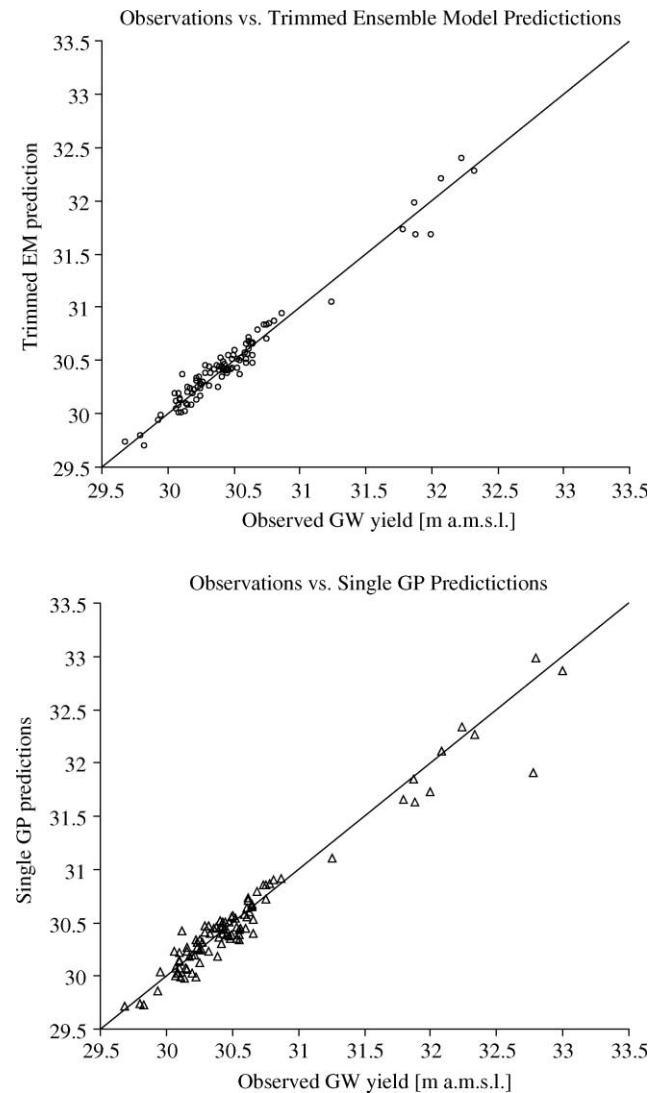 Observations vs. Trimmed Ensemble Model Predictictions
33.5
33
32.5
32
31.5
31
30.5
30
29.5
Trimmed EM prediction
29.5 30 30.5 31 31.5 32 32.5 33 33.5
Observed GW yield [m a.m.s.l.]
Observations vs. Single GP Predictictions
33.5
33
32.5
32
31.5
31
30.5
30
29.5
Single GP predictions
29.5 30 30.5 31 31.5 32 32.5 33 33.5
Observed GW yield [m a.m.s.l.]